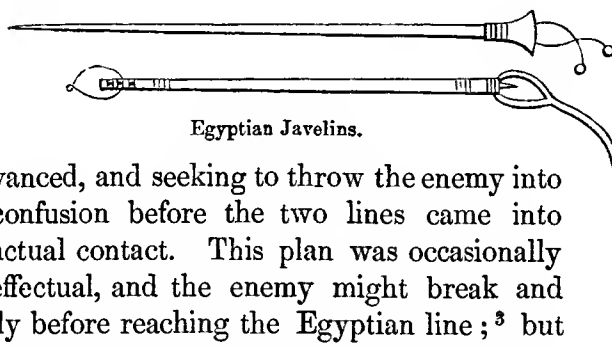 Egyptian Javelins.
vanced, and seeking to throw the enemy into
confusion before the two lines came into
actual contact. This plan was occasionally
effectual, and the enemy might break and
ly before reaching the Egyptian line ;³ but